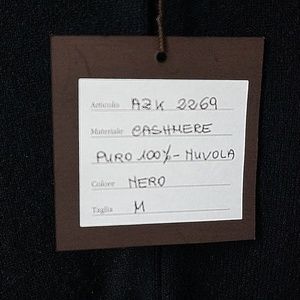 Articolo AZK 2269
Materiale CASHMERE
PURO 100% - NUVOLA
Colore NERO
Taglia M